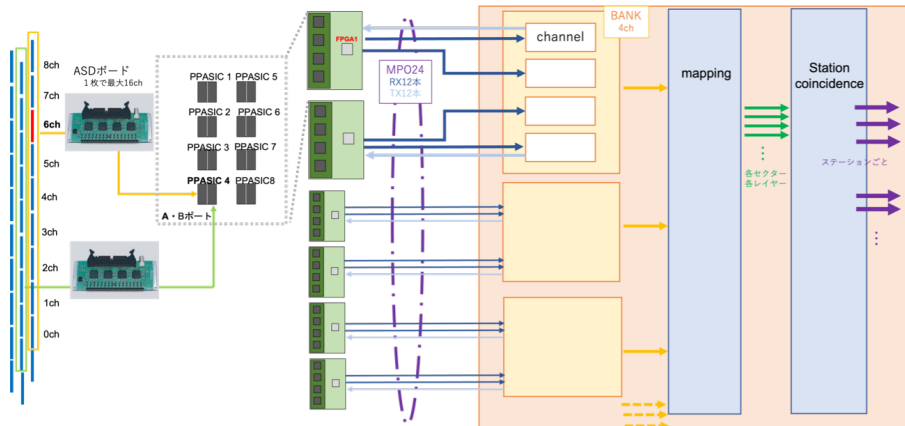 8ch
7ch
6ch
5ch
4ch
3ch
2ch
1ch
0ch
ASDボード
1枚で最大16ch
PPASIC 1
PPASIC 5
PPASIC 2
PPASIC 6
PPASIC 3
PPASIC 7
PPASIC 4
PPASIC8
A・Bポート
FPGA1
MPO24
RX12本
TX12本
BANK
4ch
channel
mapping
各セクター
各レイヤー
Station
coincidence
ステーションごと